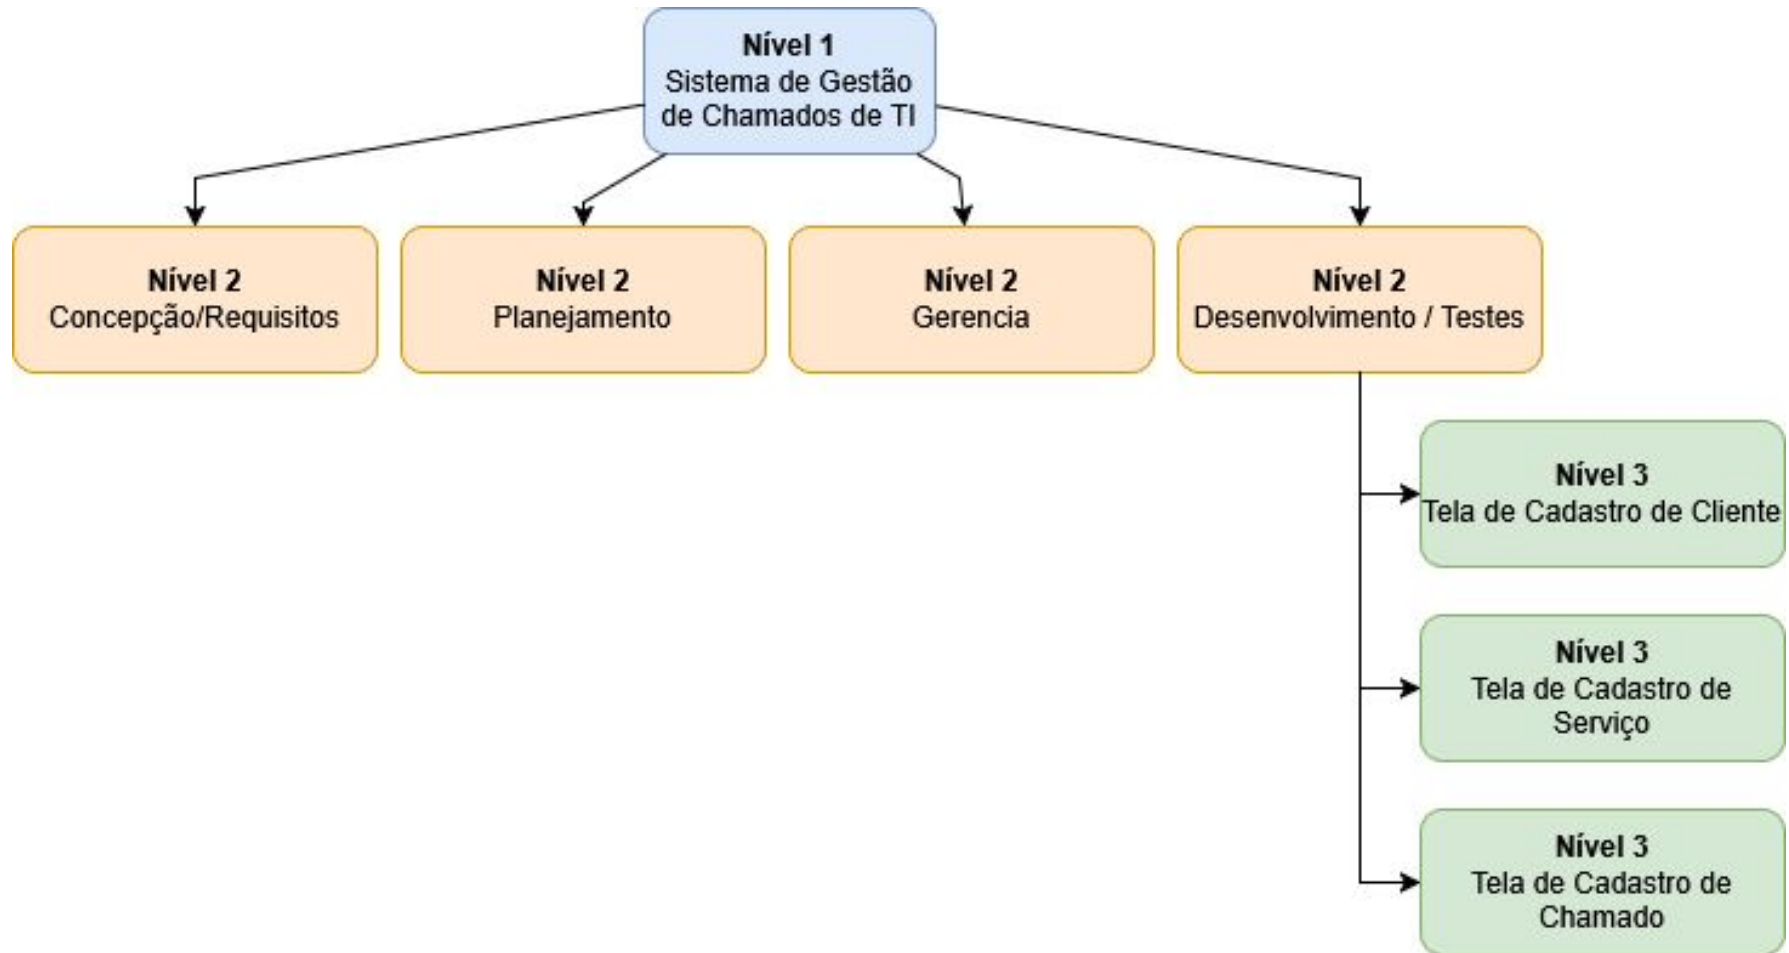 Nível 1
Sistema de Gestão
de Chamados de TI
Nível 2
Concepção/Requisitos
Nível 2
Planejamento
Nível 2
Gerencia
Nível 2
Desenvolvimento / Testes
Nível 3
Tela de Cadastro de Cliente
Nível 3
Tela de Cadastro de
Serviço
Nível 3
Tela de Cadastro de
Chamado